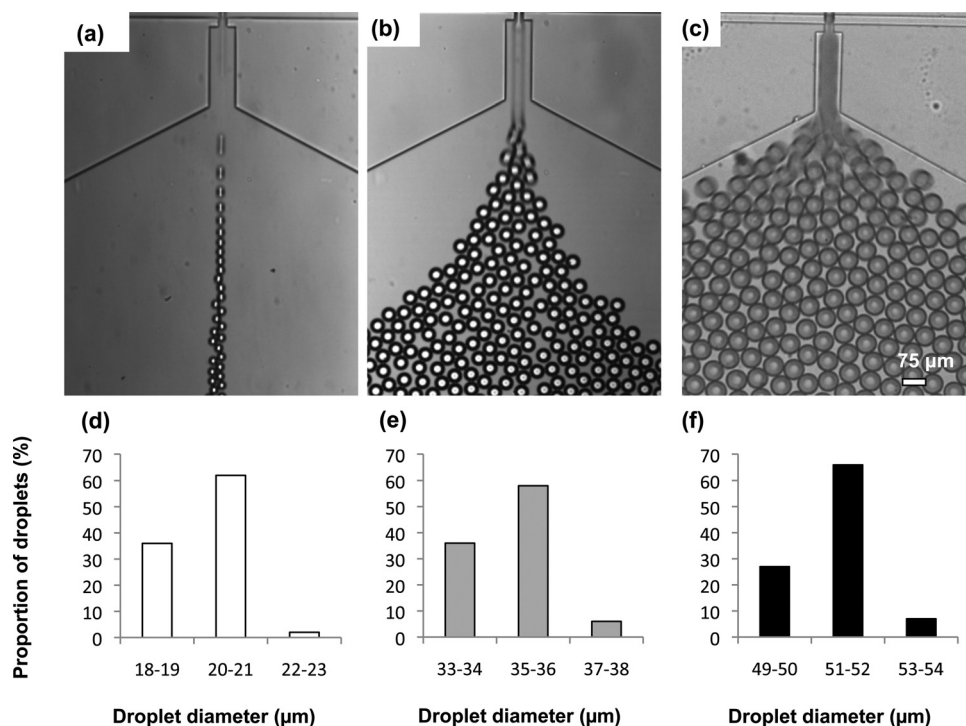 (a)
(b)
(c)
75 µm
(d)
(e)
(f)
Proportion of droplets (%)
70
60
50
40
30
20
10
0
18-19 20-21 22-23
Droplet diameter (µm)
70
60
50
40
30
20
10
0
33-34 35-36 37-38
Droplet diameter (µm)
70
60
50
40
30
20
10
0
49-50 51-52 53-54
Droplet diameter (µm)